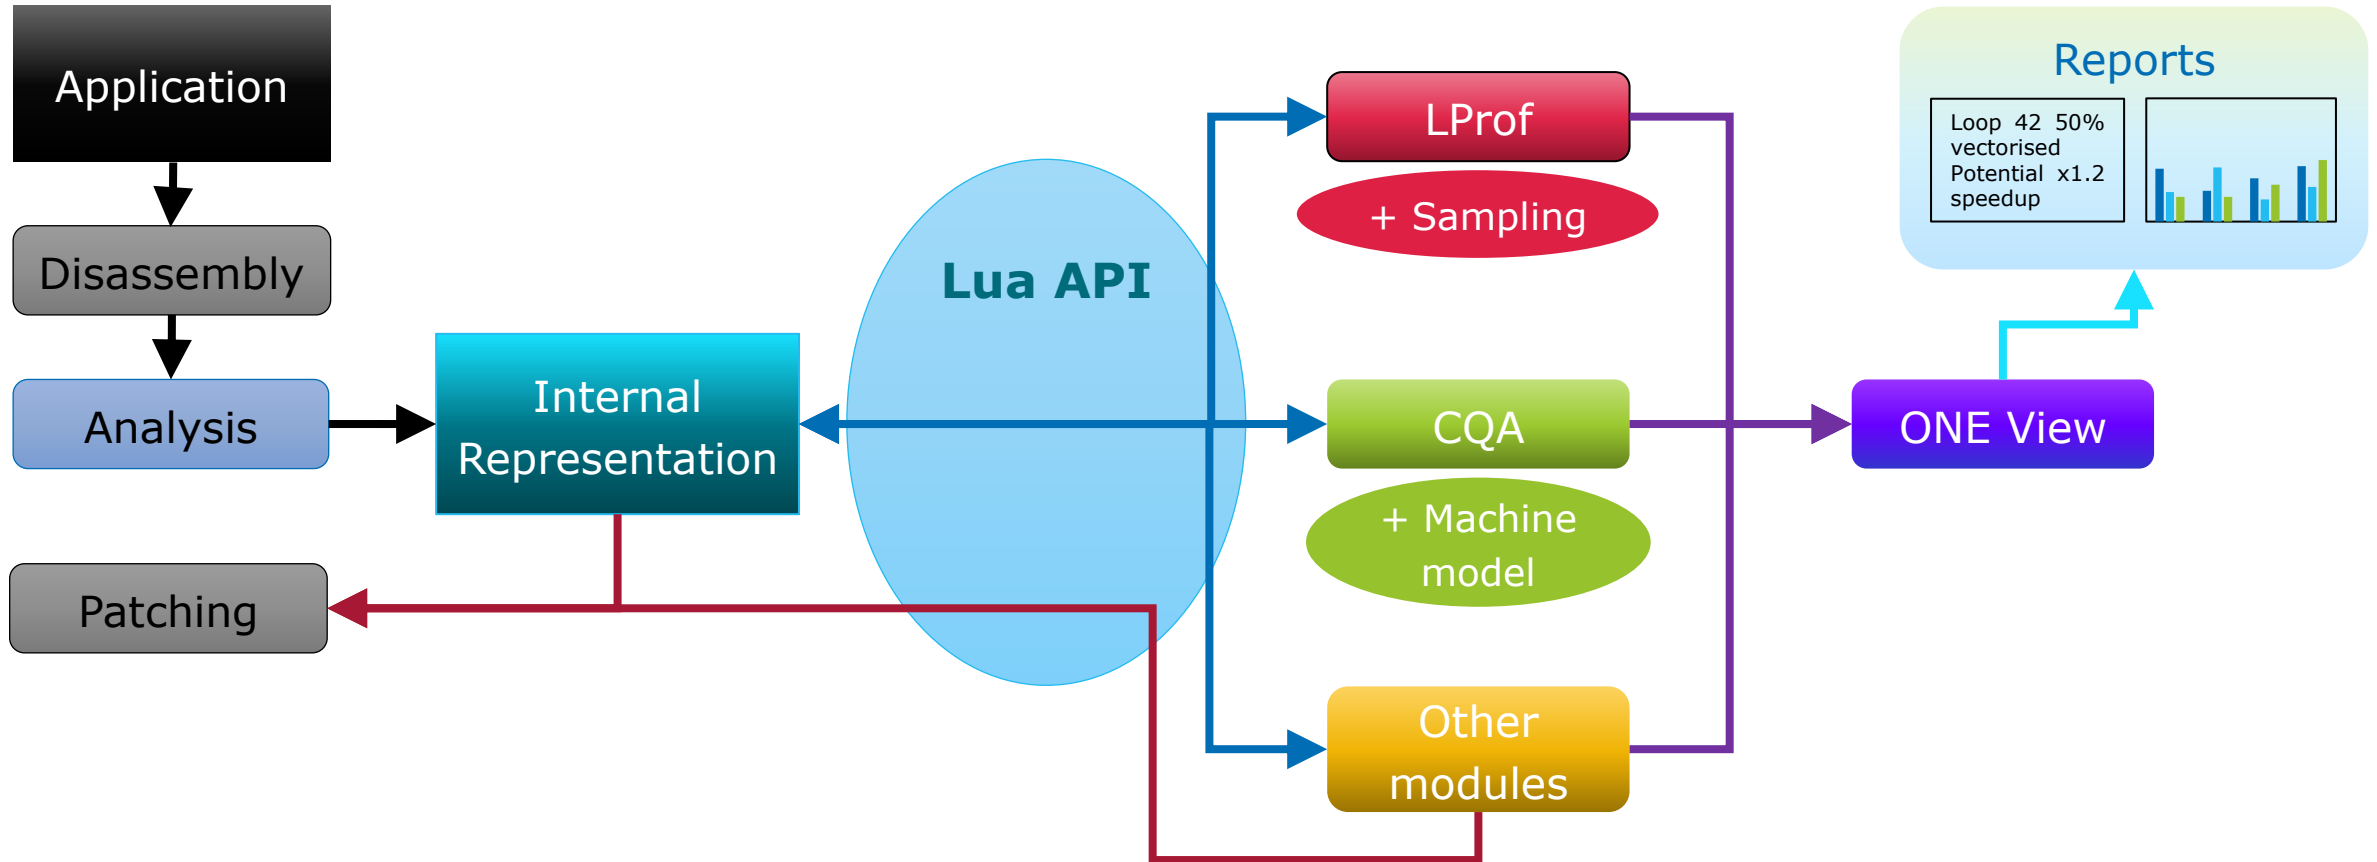 Application
Disassembly
Analysis
Patching
Internal
Representation
Lua API
LProf
+ Sampling
CQA
+ Machine
model
Other
modules
ONE View
Reports
Loop 42 50%
vectorised
Potential x1.2
speedup